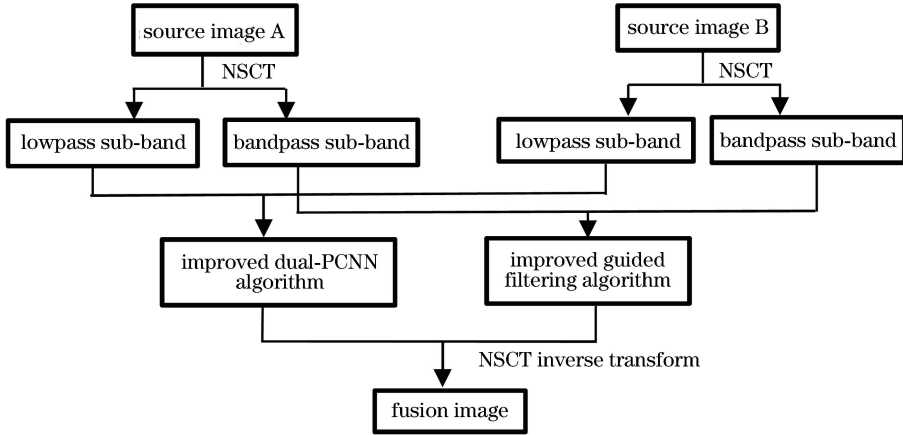 source image A
source image B
NSCT
NSCT
lowpass sub-band
bandpass sub-band
lowpass sub-band
bandpass sub-band
improved dual-PCNN
algorithm
improved guided
filtering algorithm
NSCT inverse transform
fusion image